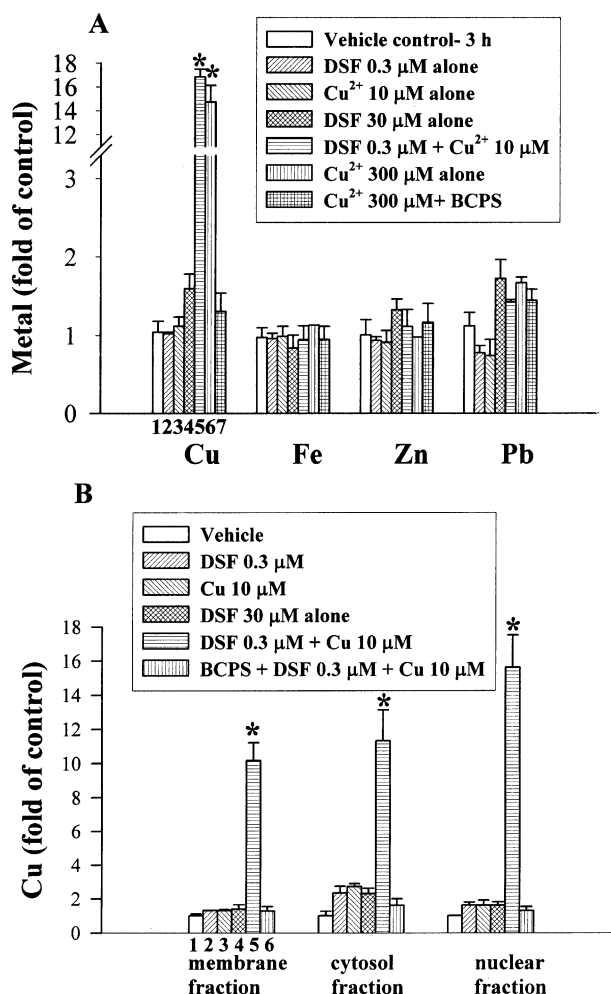 A
Metal (fold of control)
18
16
14
12
3
2
1
0
Vehicle control- 3 h
DSF 0.3 μM alone
Cu²⁺ 10 μM alone
DSF 30 μM alone
DSF 0.3 μM + Cu²⁺ 10 μM
Cu²⁺ 300 μM alone
Cu²⁺ 300 μM+ BCPS
* *
1234567
Cu Fe Zn Pb
B
Cu (fold of control)
18
16
14
12
10
8
6
4
2
0
Vehicle
DSF 0.3 μM
Cu 10 μM
DSF 30 μM alone
DSF 0.3 μM + Cu 10 μM
BCPS + DSF 0.3 μM + Cu 10 μM
* * *
1 2 3 4 5 6
membrane cytosol nuclear
fraction fraction fraction